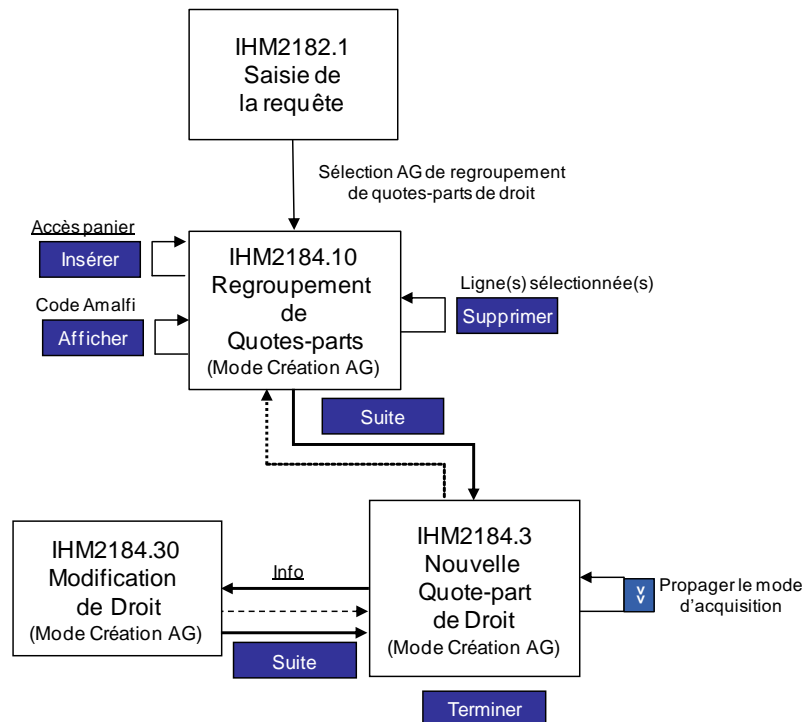 IHM2182.1
Saisie de
la requête
Sélection AG de regroupement
de quotes-parts de droit
Accès panier
Insérer
Code Amalfi
Afficher
IHM2184.10
Regroupement
de
Quotes-parts
(Mode Création AG)
Ligne(s) sélectionnée(s)
Supprimer
Suite
IHM2184.30
Modification
de Droit
(Mode Création AG)
Info
Suite
IHM2184.3
Nouvelle
Quote-part
de Droit
(Mode Création AG)
Propager le mode
d'acquisition
Terminer